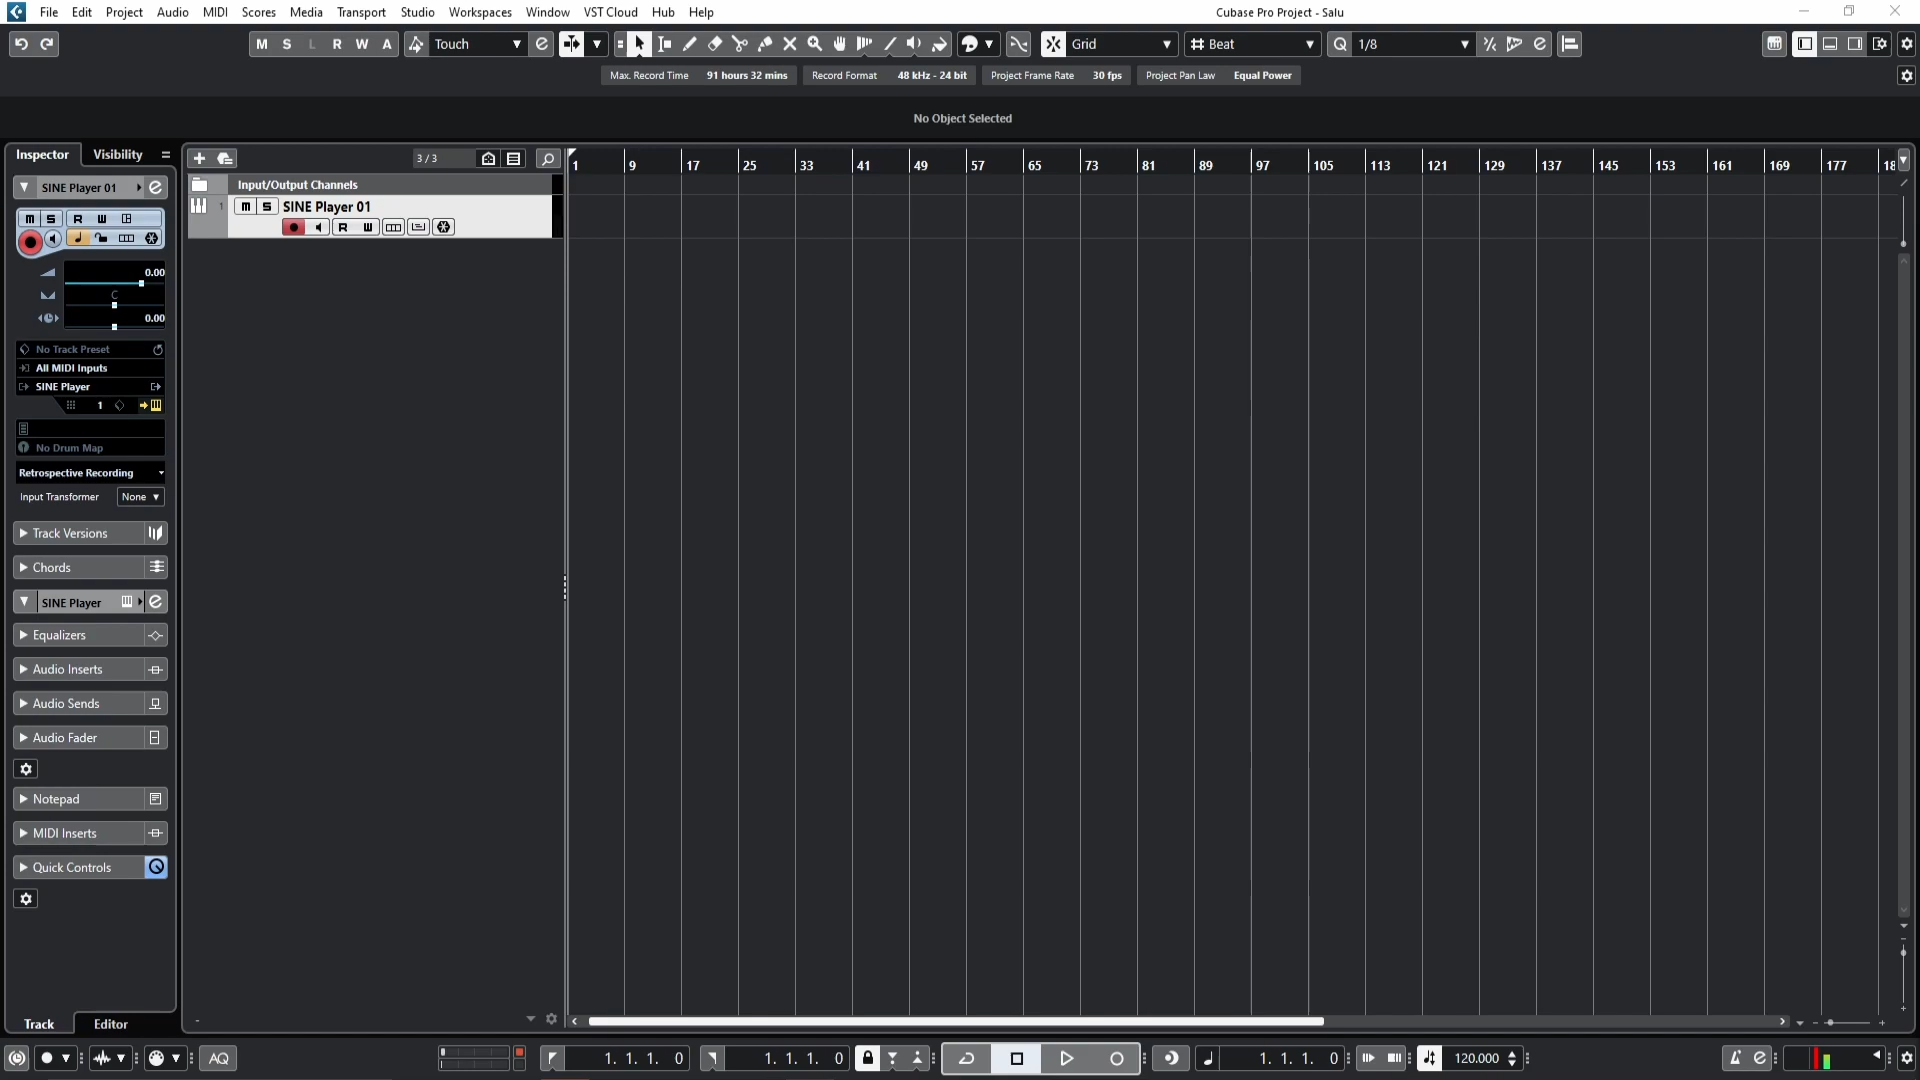 File Edit Project Audio MIDI Scores Media Transport Studio Workspaces Window VST Cloud Hub Help
Cubase Pro Project - Salu
M S L R W A
Touch
Grid
Beat
Q 1/8
Max. Record Time 91 hours 32 mins
Record Format 48 kHz - 24 bit
Project Frame Rate 30 fps
Project Pan Law Equal Power
No Object Selected
Inspector Visibility
3 / 3
1 9 17 25 33 41 49 57 65 73 81 89 97 105 113 121 129 137 145 153 161 169 177 18
SINE Player 01
m S R W
0.00
C
0.00
No Track Preset
All MIDI Inputs
SINE Player
1
No Drum Map
Retrospective Recording
Input Transformer None
Track Versions
Chords
SINE Player
Equalizers
Audio Inserts
Audio Sends
Audio Fader
Notepad
MIDI Inserts
Quick Controls
Track Editor
Input/Output Channels
1 m S SINE Player 01
R W
AQ
1. 1. 1. 0
1. 1. 1. 0
1. 1. 1. 0
120.000